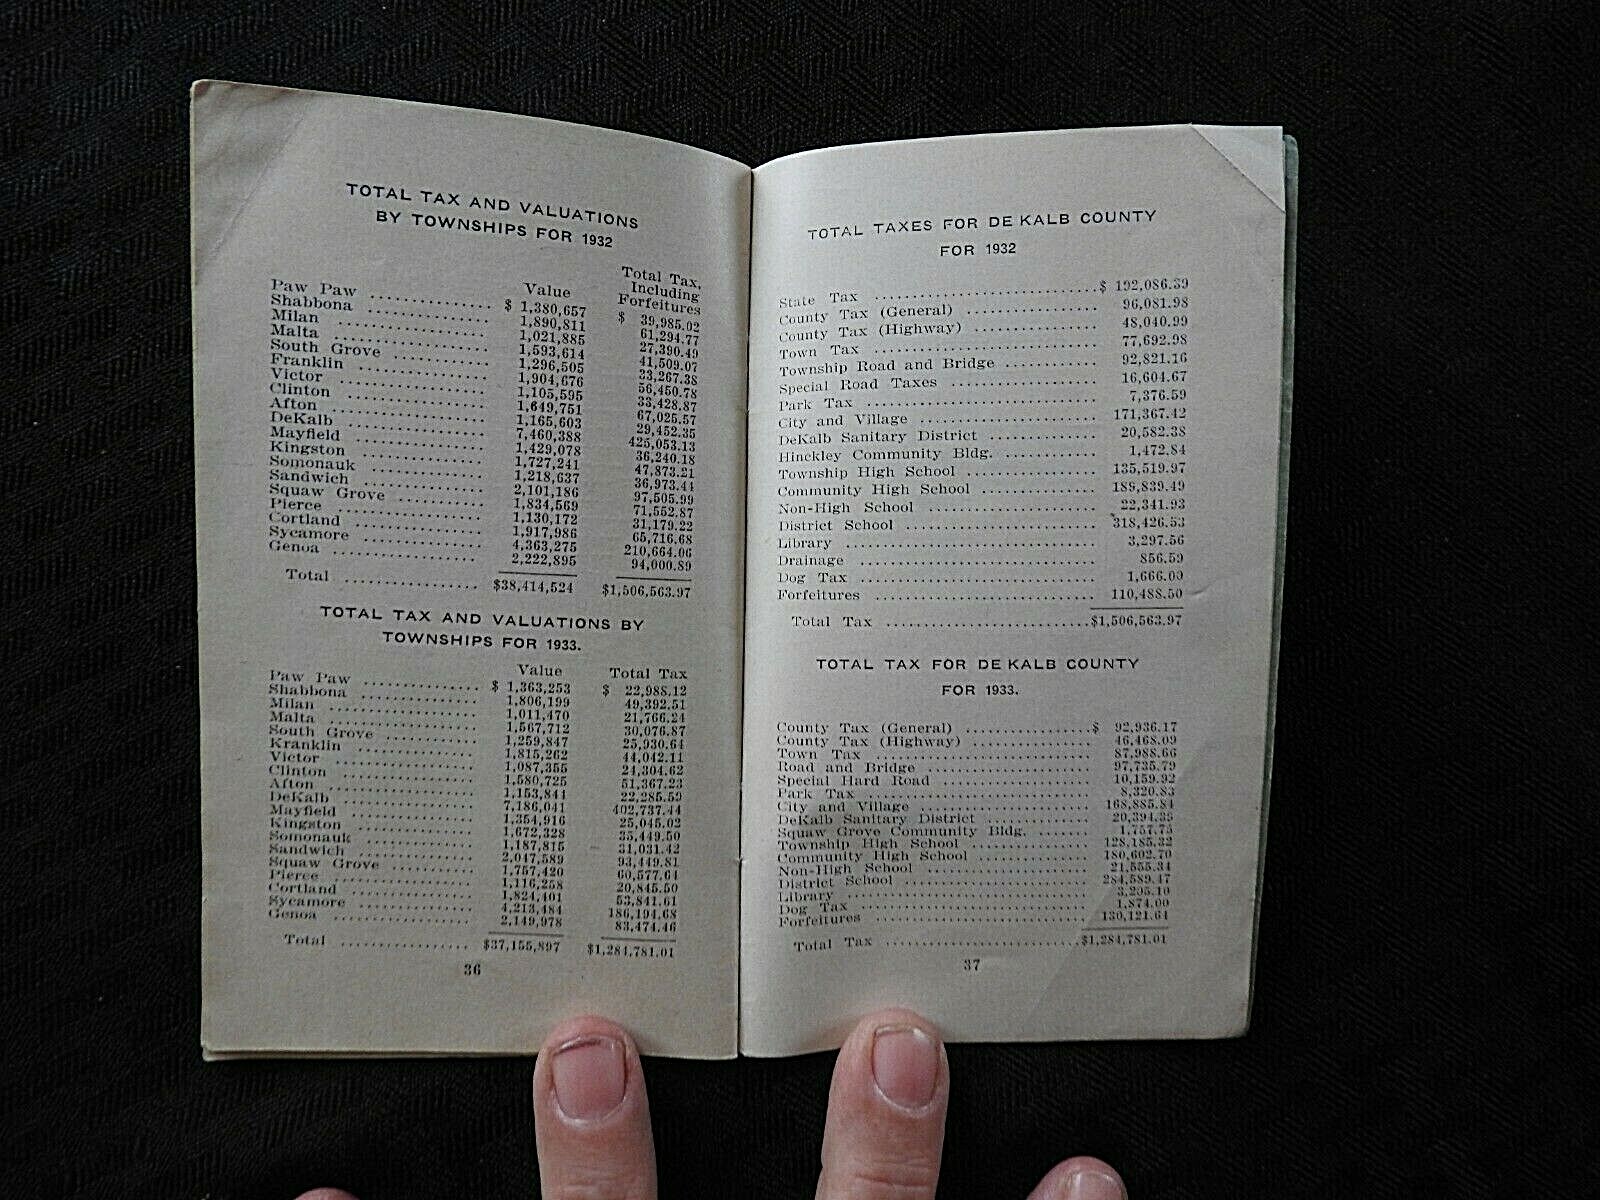 TOTAL TAX AND VALUATIONS
BY TOWNSHIPS FOR 1932
Value Total Tax, Including Forfeitures
Paw Paw .......... $ 1,380,657 $ 39,985.02
Shabbona .......... 1,890,811 61,294.77
Milan .......... 1,021,885 27,390.49
Malta .......... 1,593,614 41,509.07
South Grove .......... 1,296,505 33,267.38
Franklin .......... 1,904,676 56,450.78
Victor .......... 1,105,595 33,428.87
Clinton .......... 1,649,751 67,025.57
Afton .......... 1,165,603 29,452.35
DeKalb .......... 7,460,388 425,053.13
Mayfield .......... 1,429,078 36,240.18
Kingston .......... 1,727,241 47,873.21
Somonauk .......... 1,218,637 36,973.44
Sandwich .......... 2,101,186 97,505.99
Squaw Grove .......... 1,834,569 71,552.87
Pierce .......... 1,130,172 31,179.22
Cortland .......... 1,917,986 65,716.68
Sycamore .......... 4,363,275 210,664.06
Genoa .......... 2,222,895 94,000.89
Total .......... $38,414,524 $1,506,563.97
TOTAL TAX AND VALUATIONS BY
TOWNSHIPS FOR 1933.
Value Total Tax
Paw Paw .......... $ 1,363,253 $ 22,988.12
Shabbona .......... 1,806,199 49,392.51
Milan .......... 1,011,470 21,766.24
Malta .......... 1,567,712 30,076.87
South Grove .......... 1,259,847 25,930.64
Kranklin .......... 1,815,262 44,042.11
Victor .......... 1,087,355 24,304.62
Clinton .......... 1,580,725 51,367.23
Afton .......... 1,153,841 22,285.59
DeKalb .......... 7,186,041 402,737.44
Mayfield .......... 1,354,916 25,045.02
Kingston .......... 1,672,328 35,449.50
Somonauk .......... 1,187,815 31,031.42
Sandwich .......... 2,047,589 93,449.81
Squaw Grove .......... 1,757,420 60,577.64
Pierce .......... 1,116,258 20,845.50
Cortland .......... 1,824,401 53,841.61
Sycamore .......... 4,213,484 186,194.68
Genoa .......... 2,149,978 83,474.46
Total .......... $37,155,897 $1,284,781.01
36
TOTAL TAXES FOR DE KALB COUNTY
FOR 1932
State Tax .......... $ 192,086.39
County Tax (General) .......... 96,081.98
County Tax (Highway) .......... 48,040.99
Town Tax .......... 77,692.98
Township Road and Bridge .......... 92,821.16
Special Road Taxes .......... 16,604.67
Park Tax .......... 7,376.59
City and Village .......... 171,367.42
DeKalb Sanitary District .......... 20,582.38
Hinckley Community Bldg. .......... 1,472.84
Township High School .......... 135,519.97
Community High School .......... 189,839.49
Non-High School .......... 22,341.93
District School .......... 318,426.53
Library .......... 3,297.56
Drainage .......... 856.59
Dog Tax .......... 1,666.00
Forfeitures .......... 110,488.50
Total Tax .......... $1,506,563.97
TOTAL TAX FOR DE KALB COUNTY
FOR 1933.
County Tax (General) .......... $ 92,936.17
County Tax (Highway) .......... 46,468.09
Town Tax .......... 87,988.66
Road and Bridge .......... 97,735.79
Special Hard Road .......... 10,159.92
Park Tax .......... 8,320.83
City and Village .......... 168,885.84
DeKalb Sanitary District .......... 20,394.35
Squaw Grove Community Bldg. .......... 1,757.75
Township High School .......... 128,185.32
Community High School .......... 180,602.70
Non-High School .......... 21,555.34
District School .......... 284,589.47
Library .......... 3,205.10
Dog Tax .......... 1,874.00
Forfeitures .......... 130,121.64
Total Tax .......... $1,284,781.01
37